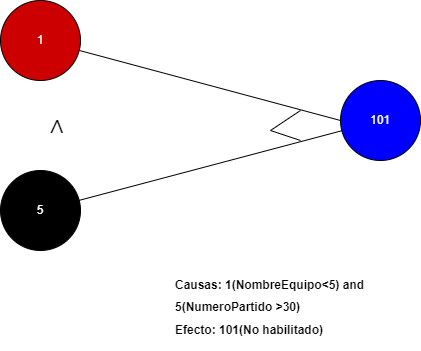 1
^
101
5
Causas: 1(NombreEquipo<5) and
5(NumeroPartido >30)
Efecto: 101(No habilitado)